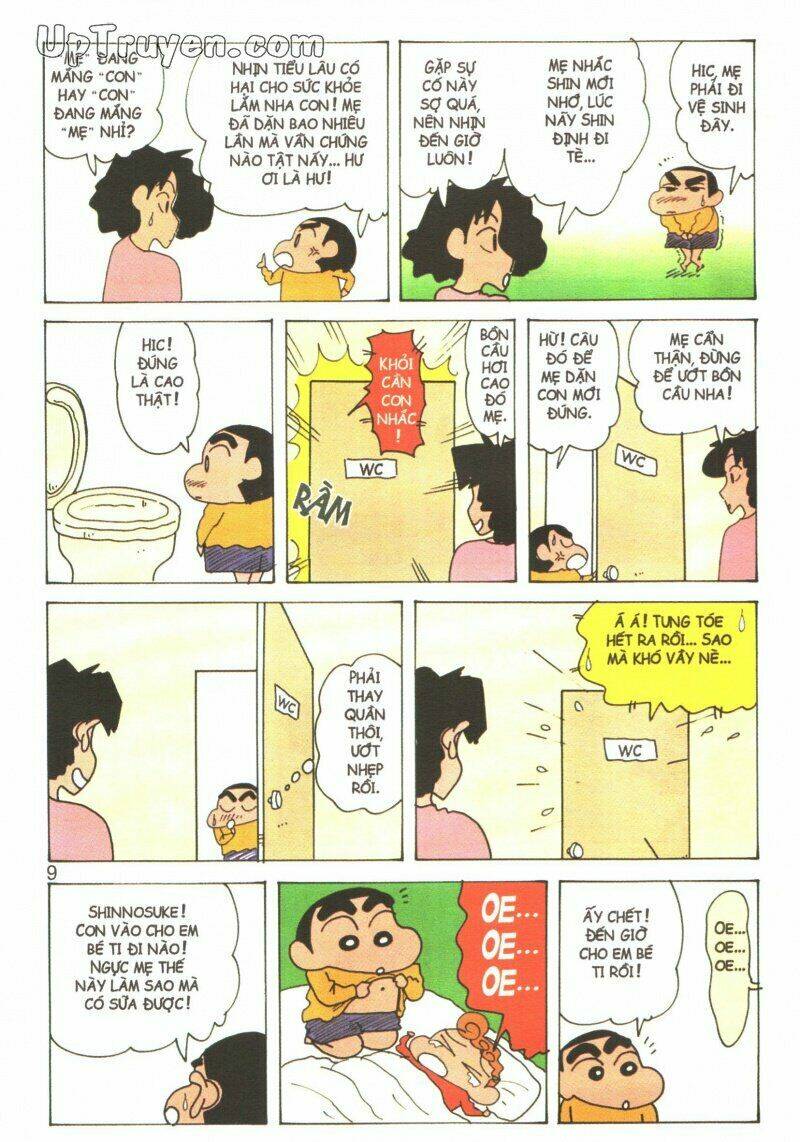 UpTruyen.com
HIC, MẸ
PHẢI ĐI
VỆ SINH
ĐÂY.
MẸ NHẮC
SHIN MỚI
NHỚ, LÚC
NÃY SHIN
ĐỊNH ĐI
TÈ...
GẶP SỰ
CỐ NÀY
SỢ QUÁ,
NÊN NHỊN
ĐẾN GIỜ
LUÔN!
NHỊN TIỂU LÂU CÓ
HẠI CHO SỨC KHỎE
LẮM NHA CON! MẸ
ĐÃ DẶN BAO NHIÊU
LẦN MÀ VẪN CHỨNG
NÀO TẬT NẤY... HƯ
ƠI LÀ HƯ!
"MẸ" ĐANG
MẮNG "CON"
HAY "CON"
ĐANG MẮNG
"MẸ" NHỈ?
MẸ CẨN
THẬN, ĐỪNG
ĐỂ ƯỚT BỒN
CẦU NHA!
HỪ! CÂU
ĐÓ ĐỂ
MẸ DẶN
CON MỚI
ĐÚNG.
WC
BỒN
CẦU
HƠI
CAO
ĐÓ
MẸ.
KHỎI
CẦN
CON
NHẮC
!
WC
RẦM
HIC!
ĐÚNG
LÀ CAO
THẬT!
Á Á! TUNG TÓE
HẾT RA RỒI... SAO
MÀ KHÓ VẬY NÈ...
WC
PHẢI
THAY
QUẦN
THÔI,
ƯỚT
NHẸP
RỒI.
WC
9
OE...
OE...
OE...
ẤY CHẾT!
ĐẾN GIỜ
CHO EM BÉ
TI RỒI!
OE...
OE...
OE...
SHINNOSUKE!
CON VÀO CHO EM
BÉ TI ĐI NÀO!
NGỰC MẸ THẾ
NÀY LÀM SAO MÀ
CÓ SỮA ĐƯỢC!